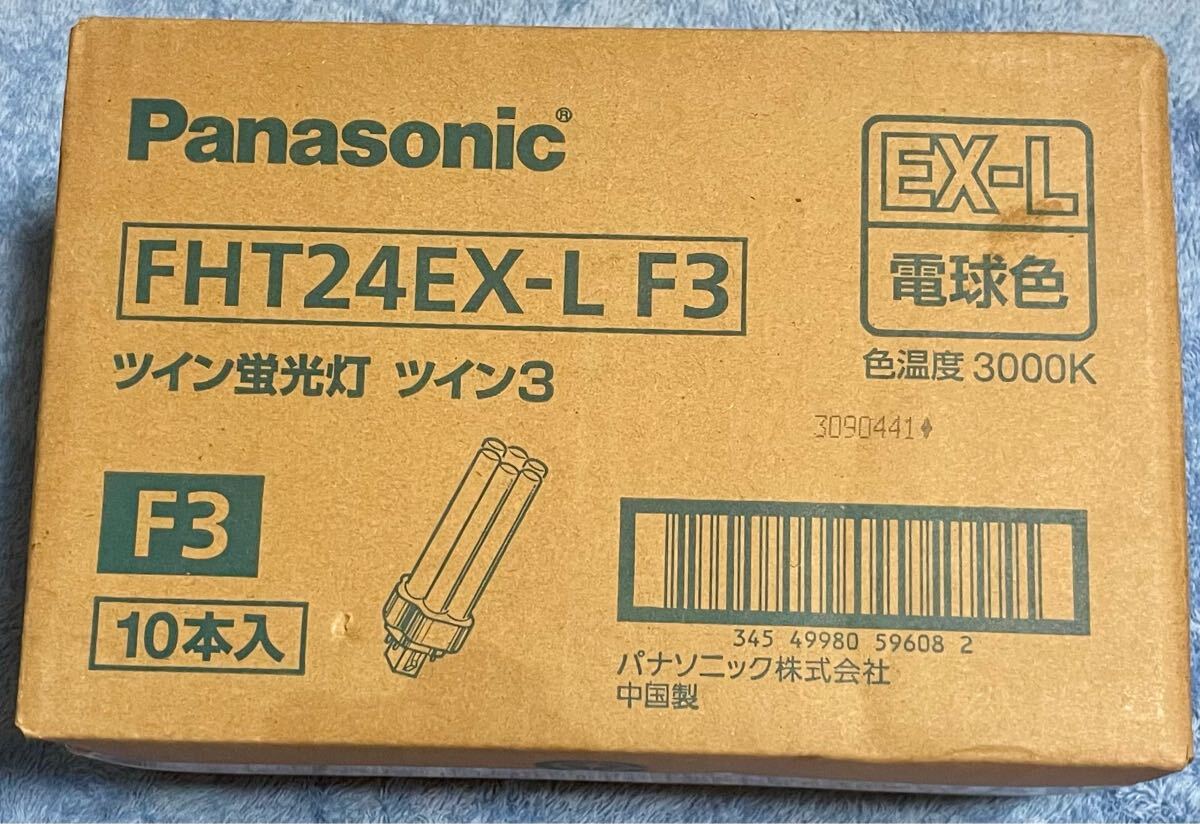 Panasonic®
FHT24EX-L F3
ツイン蛍光灯 ツイン3
EX-L
電球色
色温度 3000K
3090441
F3
10本入
345 49980 59608 2
パナソニック株式会社
中国製